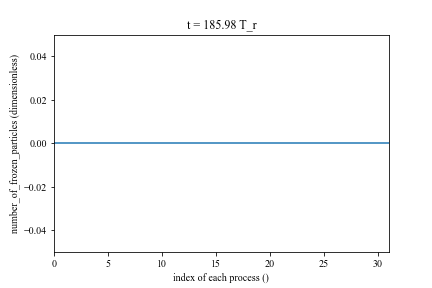 t = 185.98 T_r
number_of_frozen_particles (dimensionless)
0.04
0.02
0.00
−0.02
−0.04
0 5 10 15 20 25 30
index of each process ()